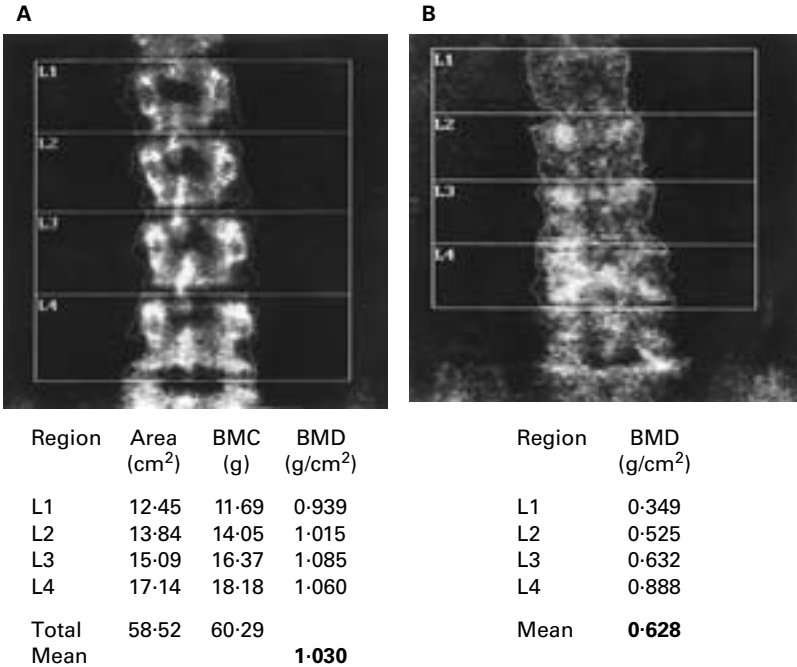 A
L1
L2
L3
L4
Region Area BMC BMD
(cm²) (g) (g/cm²)
L1 12·45 11·69 0·939
L2 13·84 14·05 1·015
L3 15·09 16·37 1·085
L4 17·14 18·18 1·060
Total 58·52 60·29
Mean 1·030
B
L1
L2
L3
L4
Region BMD
(g/cm²)
L1 0·349
L2 0·525
L3 0·632
L4 0·888
Mean 0·628